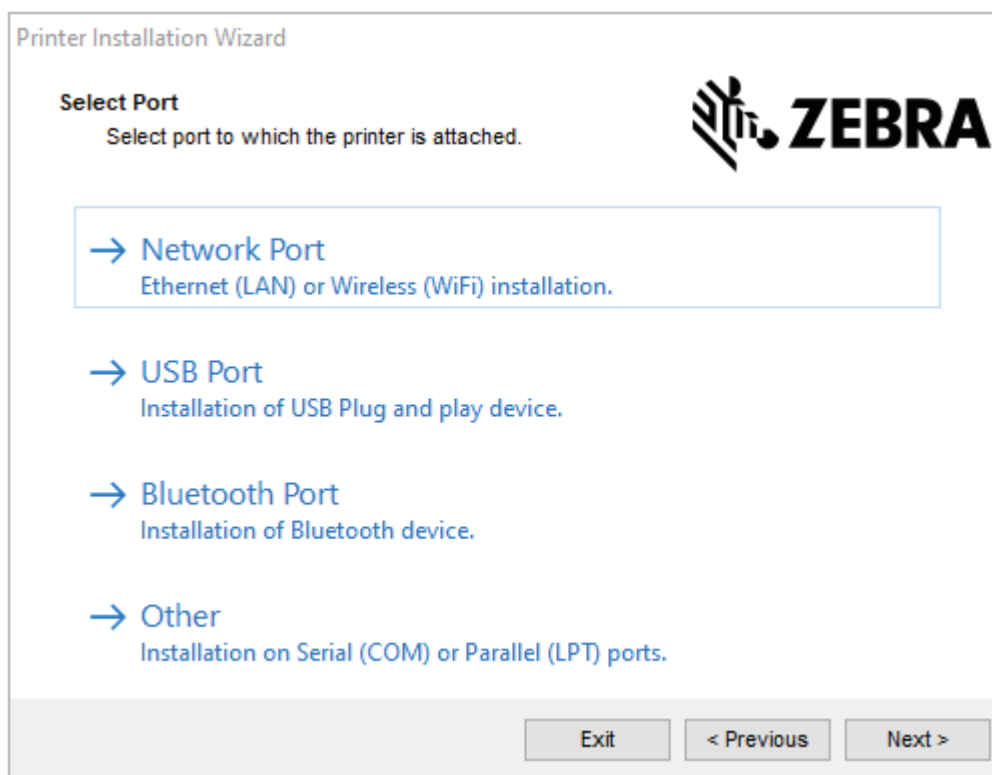 Printer Installation Wizard
Select Port
Select port to which the printer is attached.
ZEBRA
Network Port
Ethernet (LAN) or Wireless (WiFi) installation.
USB Port
Installation of USB Plug and play device.
Bluetooth Port
Installation of Bluetooth device.
Other
Installation on Serial (COM) or Parallel (LPT) ports.
Exit
< Previous
Next >